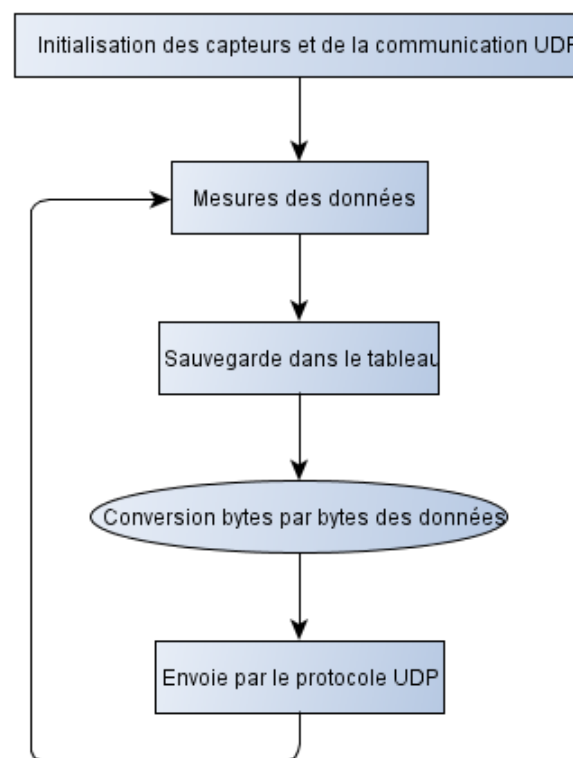 Initialisation des capteurs et de la communication UDP
Mesures des données
Sauvegarde dans le tableau
Conversion bytes par bytes des données
Envoie par le protocole UDP